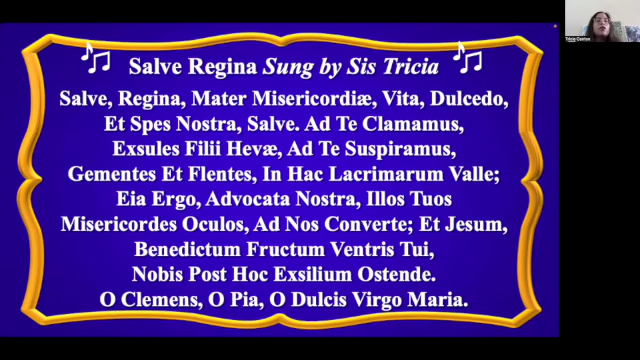 Salve Regina Sung by Sis Tricia
Salve, Regina, Mater Misericordiæ, Vita, Dulcedo,
Et Spes Nostra, Salve. Ad Te Clamamus,
Exsules Filii Hevæ, Ad Te Suspiramus,
Gementes Et Flentes, In Hac Lacrimarum Valle;
Eia Ergo, Advocata Nostra, Illos Tuos
Misericordes Oculos, Ad Nos Converte; Et Jesum,
Benedictum Fructum Ventris Tui,
Nobis Post Hoc Exsilium Ostende.
O Clemens, O Pia, O Dulcis Virgo Maria.